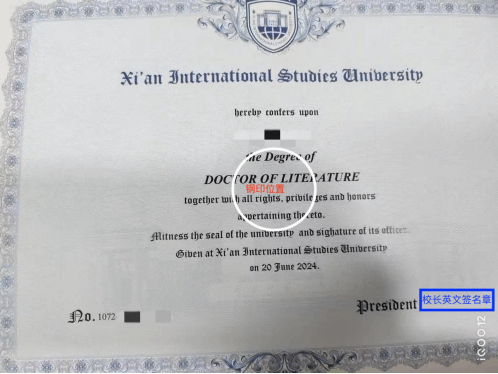 Xi'an International Studies University
hereby confers upon
the Degree of
DOCTOR OF LITERATURE
钢印位置
together with all rights, privileges and honors
appertaining thereto.
Witness the seal of the university and signature of its officer.
Given at Xi'an International Studies University
on 20 June 2024.
No. 1072
President
校长英文签名章
iQOO 12